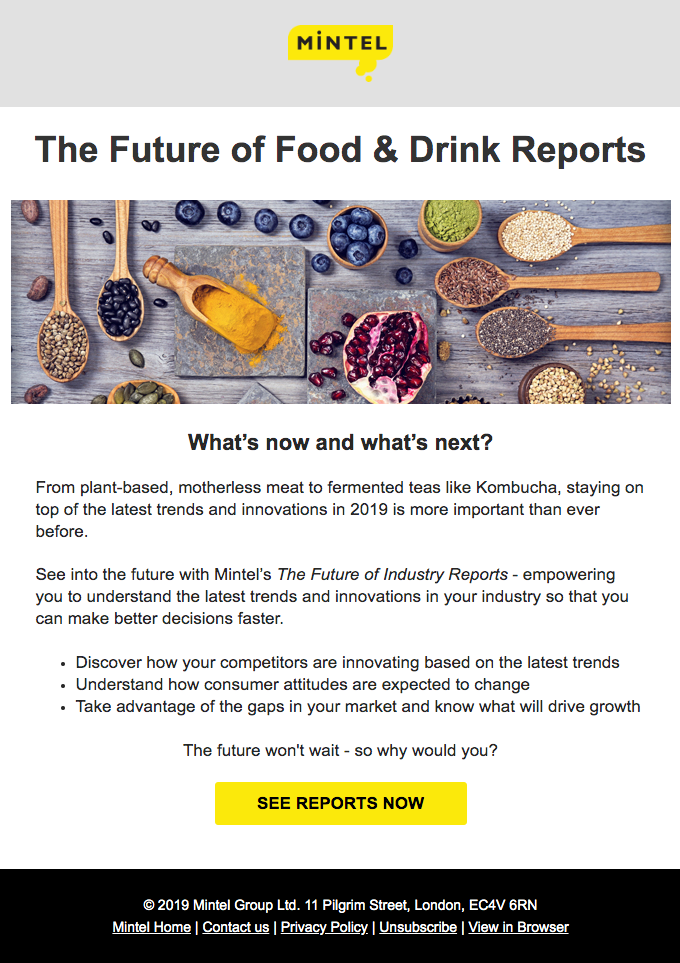 MiNTEL
The Future of Food & Drink Reports
What’s now and what’s next?
From plant-based, motherless meat to fermented teas like Kombucha, staying on
top of the latest trends and innovations in 2019 is more important than ever
before.
See into the future with Mintel’s The Future of Industry Reports - empowering
you to understand the latest trends and innovations in your industry so that you
can make better decisions faster.
• Discover how your competitors are innovating based on the latest trends
• Understand how consumer attitudes are expected to change
• Take advantage of the gaps in your market and know what will drive growth
The future won't wait - so why would you?
SEE REPORTS NOW
© 2019 Mintel Group Ltd. 11 Pilgrim Street, London, EC4V 6RN
Mintel Home | Contact us | Privacy Policy | Unsubscribe | View in Browser